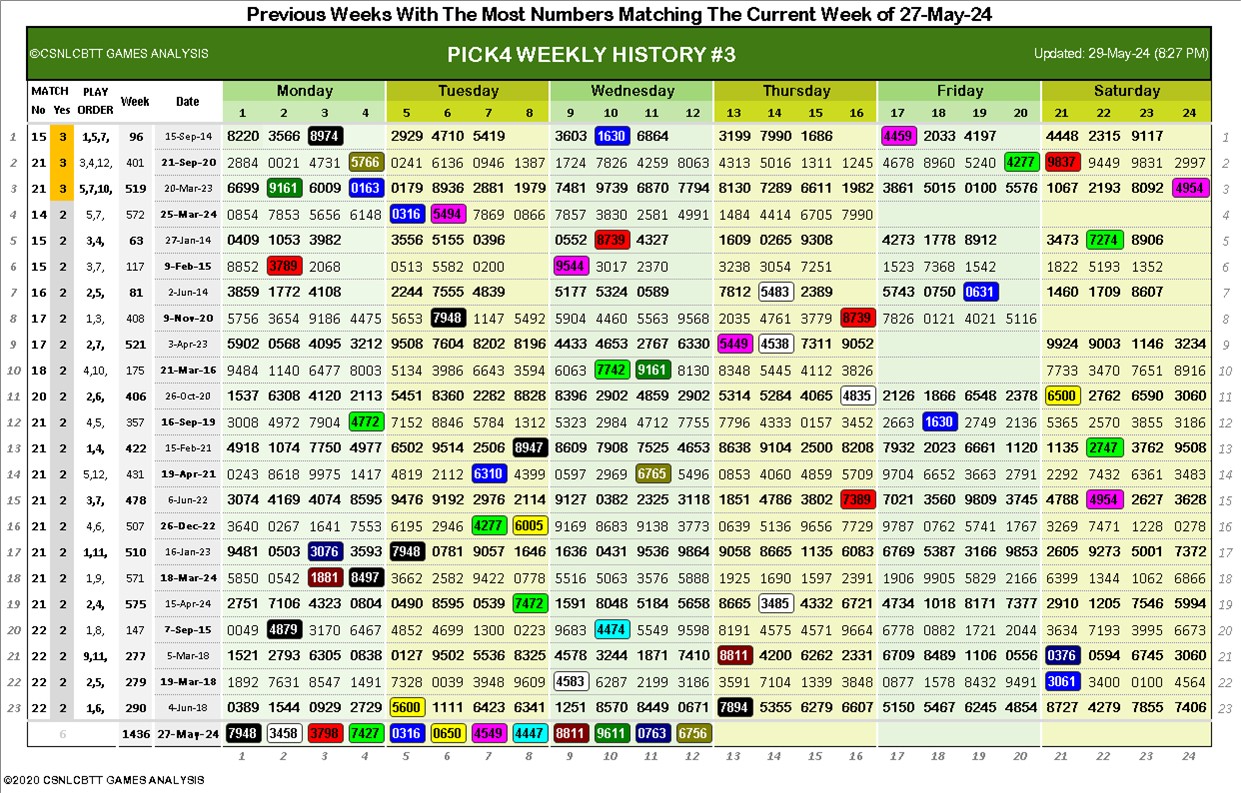 Previous Weeks With The Most Numbers Matching The Current Week of 27-May-24
©CSNLCBTT GAMES ANALYSIS PICK4 WEEKLY HISTORY #3 Updated: 29-May-24 (8:27 PM)
MATCH PLAY Week Date Monday Tuesday Wednesday Thursday Friday Saturday
No Yes ORDER 1 2 3 4 5 6 7 8 9 10 11 12 13 14 15 16 17 18 19 20 21 22 23 24
1 15 3 1,5,7, 96 15-Sep-14 8220 3566 8974 2929 4710 5419 3603 1630 6864 3199 7990 1686 4459 2033 4197 4448 2315 9117 1
2 21 3 3,4,12, 401 21-Sep-20 2884 0021 4731 5766 0241 6136 0946 1387 1724 7826 4259 8063 4313 5016 1311 1245 4678 8960 5240 4277 9837 9449 9831 2997 2
3 21 3 5,7,10, 519 20-Mar-23 6699 9161 6009 0163 0179 8936 2881 1979 7481 9739 6870 7794 8130 7289 6611 1982 3861 5015 0100 5576 1067 2193 8092 4954 3
4 14 2 5,7, 572 25-Mar-24 0854 7853 5656 6148 0316 5494 7869 0866 7857 3830 2581 4991 1484 4414 6705 7990 4
5 15 2 3,4, 63 27-Jan-14 0409 1053 3982 3556 5155 0396 0552 8739 4327 1609 0265 9308 4273 1778 8912 3473 7274 8906 5
6 15 2 3,7, 117 9-Feb-15 8852 3789 2068 0513 5582 0200 9544 3017 2370 3238 3054 7251 1523 7368 1542 1822 5193 1352 6
7 16 2 2,5, 81 2-Jun-14 3859 1772 4108 2244 7555 4839 5177 5324 0589 7812 5483 2389 5743 0750 0631 1460 1709 8607 7
8 17 2 1,3, 408 9-Nov-20 5756 3654 9186 4475 5653 7948 1147 5492 5904 4460 5563 9568 2035 4761 3779 8739 7826 0121 4021 5116 8
9 17 2 2,7, 521 3-Apr-23 5902 0568 4095 3212 9508 7604 8202 8196 4433 4653 2767 6330 5449 4538 7311 9052 9924 9003 1146 3234 9
10 18 2 4,10, 175 21-Mar-16 9484 1140 6477 8003 5134 3986 6643 3594 6063 7742 9161 8130 8348 5445 4112 3826 7733 3470 7651 8916 10
11 20 2 2,6, 406 26-Oct-20 1537 6308 4120 2113 5451 8360 2282 8828 8396 2902 4859 2902 5314 5284 4065 4835 2126 1866 6548 2378 6500 2762 6590 3060 11
12 21 2 4,5, 357 16-Sep-19 3008 4972 7904 4772 7152 8846 5784 1312 5323 2984 4712 7755 7796 4333 0157 3452 2663 1630 2749 2136 5365 2570 3855 3186 12
13 21 2 1,4, 422 15-Feb-21 4918 1074 7750 4977 6502 9514 2506 8947 8609 7908 7525 4653 8638 9104 2500 8208 7932 2023 6661 1120 1135 2747 3762 9508 13
14 21 2 5,12, 431 19-Apr-21 0243 8618 9975 1417 4819 2112 6310 4399 0597 2969 6765 5496 0853 4060 4859 5709 9704 6652 3663 2791 2292 7432 6361 3483 14
15 21 2 3,7, 478 6-Jun-22 3074 4169 4074 8595 9476 9192 2976 2114 9127 0382 2325 3118 1851 4786 3802 7389 7021 3560 9809 3745 4788 4954 2627 3628 15
16 21 2 4,6, 507 26-Dec-22 3640 0267 1641 7553 6195 2946 4277 6005 9169 8683 9138 3773 0639 5136 9656 7729 9787 0762 5741 1767 3269 7471 1228 0278 16
17 21 2 1,11, 510 16-Jan-23 9481 0503 3076 3593 7948 0781 9057 1646 1636 0431 9536 9864 9058 8665 1135 6083 6769 5387 3166 9853 2605 9273 5001 7372 17
18 21 2 1,9, 571 18-Mar-24 5850 0542 1881 8497 3662 2582 9422 0778 5516 5063 3576 5888 1925 1690 1597 2391 1906 9905 5829 2166 6399 1344 1062 6866 18
19 21 2 2,4, 575 15-Apr-24 2751 7106 4323 0804 0490 8595 0539 7472 1591 8048 5184 5658 8665 3485 4332 6721 4734 1018 8171 7377 2910 1205 7546 5994 19
20 22 2 1,8, 147 7-Sep-15 0049 4879 3170 6467 4852 4699 1300 0223 9683 4474 5549 9598 8191 4575 4571 9664 6778 0882 1721 2044 3634 7193 3995 6673 20
21 22 2 9,11, 277 5-Mar-18 1521 2793 6305 0838 0127 9502 5536 8325 4578 3244 1871 7410 8811 4200 6262 2331 6708 8489 1106 0556 0376 0594 6745 3060 21
22 22 2 2,5, 279 19-Mar-18 1892 7631 8547 1491 7328 0039 3948 9609 4583 6287 2199 3186 3591 7104 1339 3848 0877 1578 8432 9491 3061 3400 0100 4564 22
23 22 2 1,6, 290 4-Jun-18 0389 1544 0929 2729 5600 1111 6423 6341 1251 8570 8449 0671 7894 5355 6279 6607 5150 5467 6245 4854 8727 4279 7855 7406 23
6 1436 27-May-24 7948 3458 3798 7427 0316 0650 4549 4447 8811 9611 0763 6756
1 2 3 4 5 6 7 8 9 10 11 12 13 14 15 16 17 18 19 20 21 22 23 24
©2020 CSNLCBTT GAMES ANALYSIS